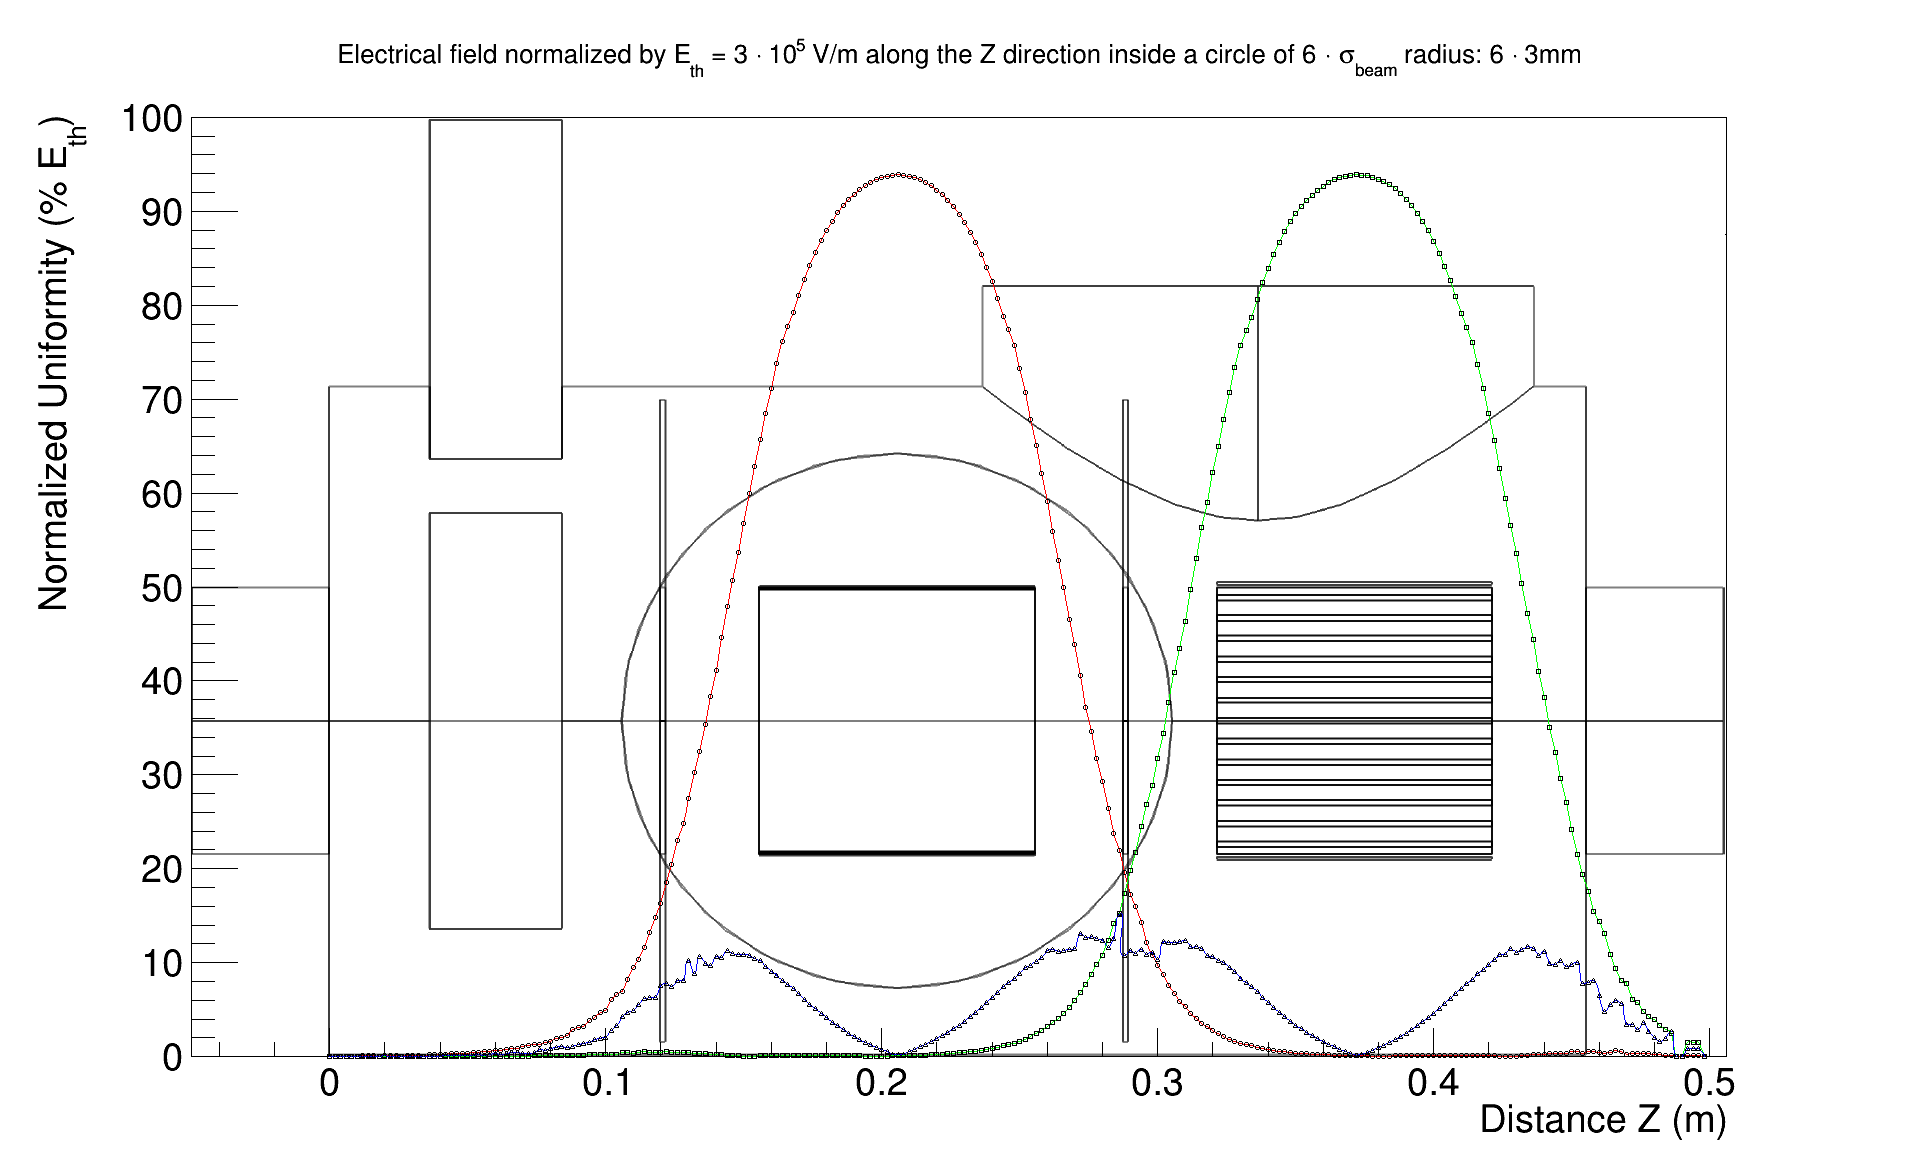 Electrical field normalized by E_th = 3 · 10^5 V/m along the Z direction inside a circle of 6 · σ_beam radius: 6 · 3mm
Normalized Uniformity (% E_th)
100
90
80
70
60
50
40
30
20
10
0
0 0.1 0.2 0.3 0.4 0.5
Distance Z (m)